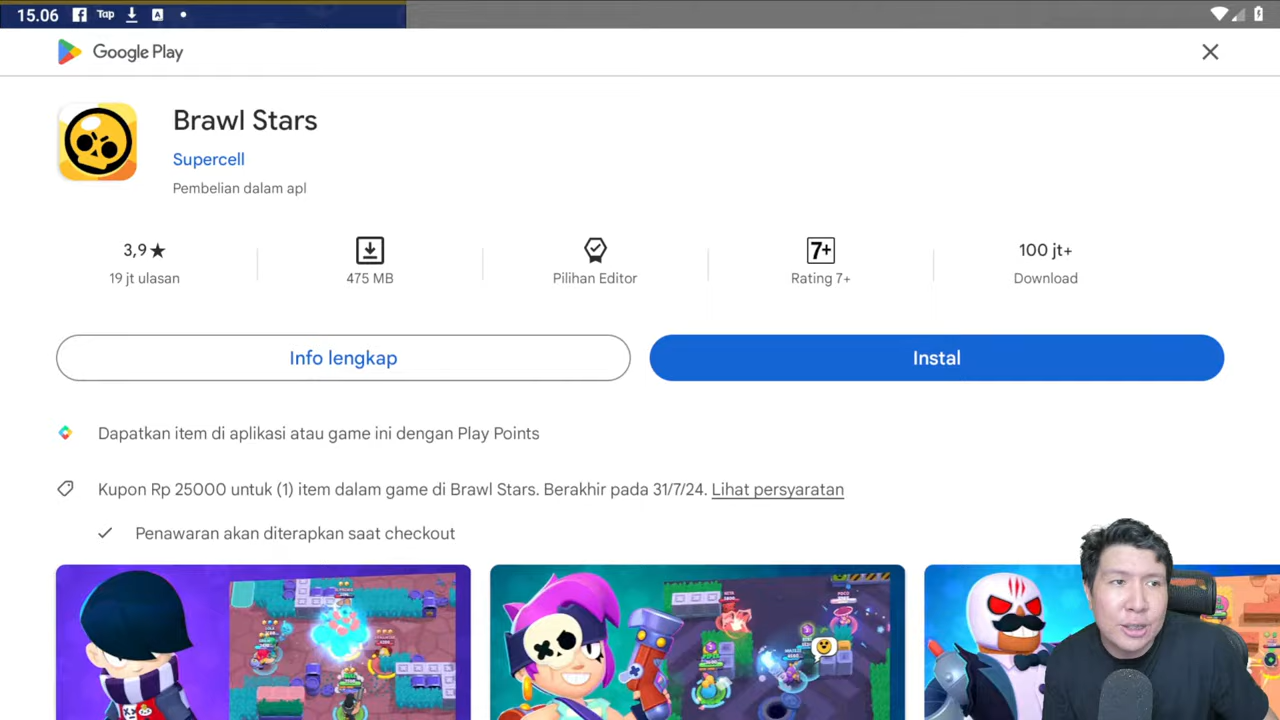 15.06 Tap
Google Play
Brawl Stars
Supercell
Pembelian dalam apl
3,9★
19 jt ulasan
475 MB
Pilihan Editor
7+
Rating 7+
100 jt+
Download
Info lengkap
Instal
Dapatkan item di aplikasi atau game ini dengan Play Points
Kupon Rp 25000 untuk (1) item dalam game di Brawl Stars. Berakhir pada 31/7/24. Lihat persyaratan
Penawaran akan diterapkan saat checkout